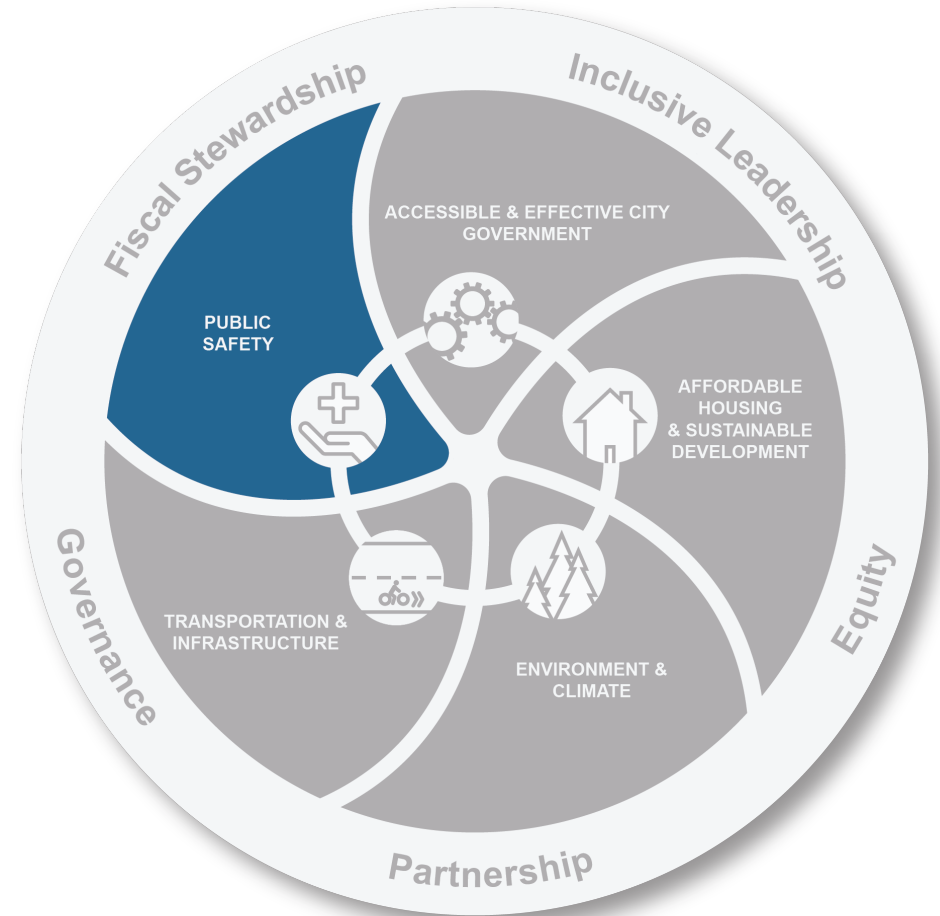 Fiscal Stewardship
Inclusive Leadership
ACCESSIBLE & EFFECTIVE CITY
GOVERNMENT
PUBLIC
SAFETY
AFFORDABLE
HOUSING
& SUSTAINABLE
DEVELOPMENT
TRANSPORTATION &
INFRASTRUCTURE
ENVIRONMENT &
CLIMATE
Governance
Equity
Partnership